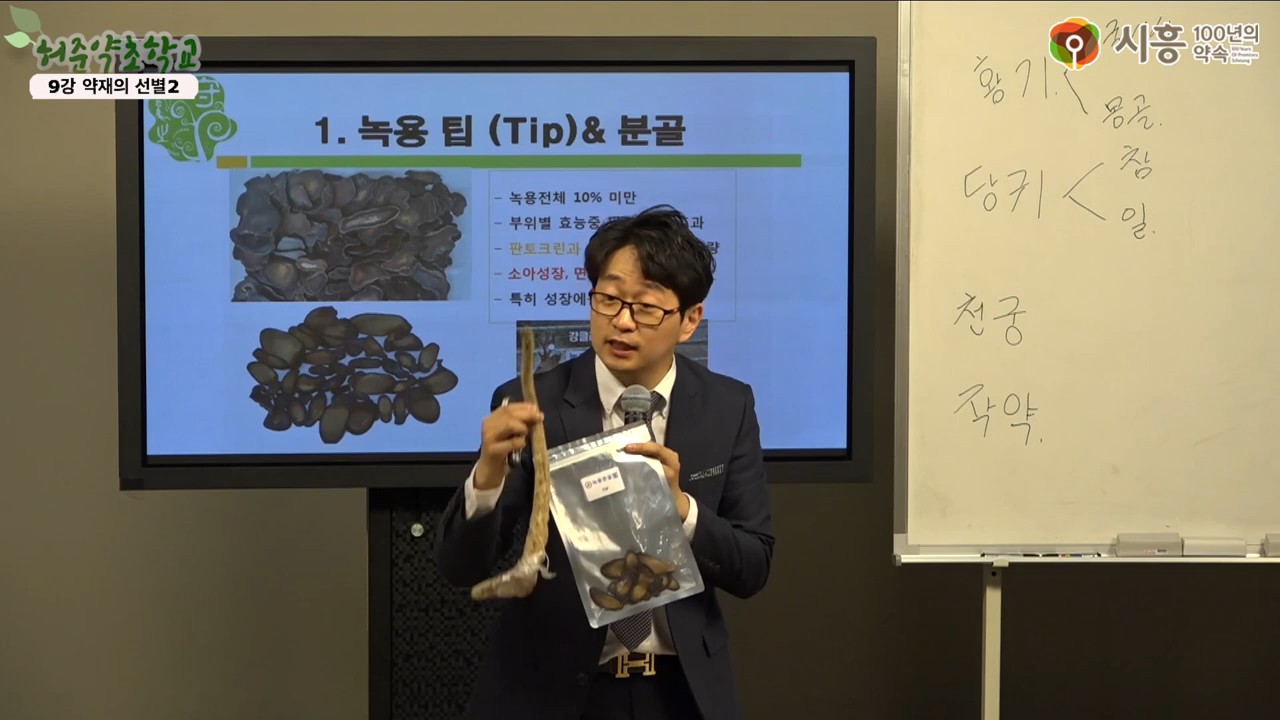 허준약초학교
9강 약재의 선별2
시흥 100년의 약속
1. 녹용 팁 (Tip)& 분골
- 녹용전체 10% 미만
- 부위별 효능중
- 판토크린과
- 소아성장,
- 특히 성장에
황기
몽골.
당귀
참
일.
천궁
작약.